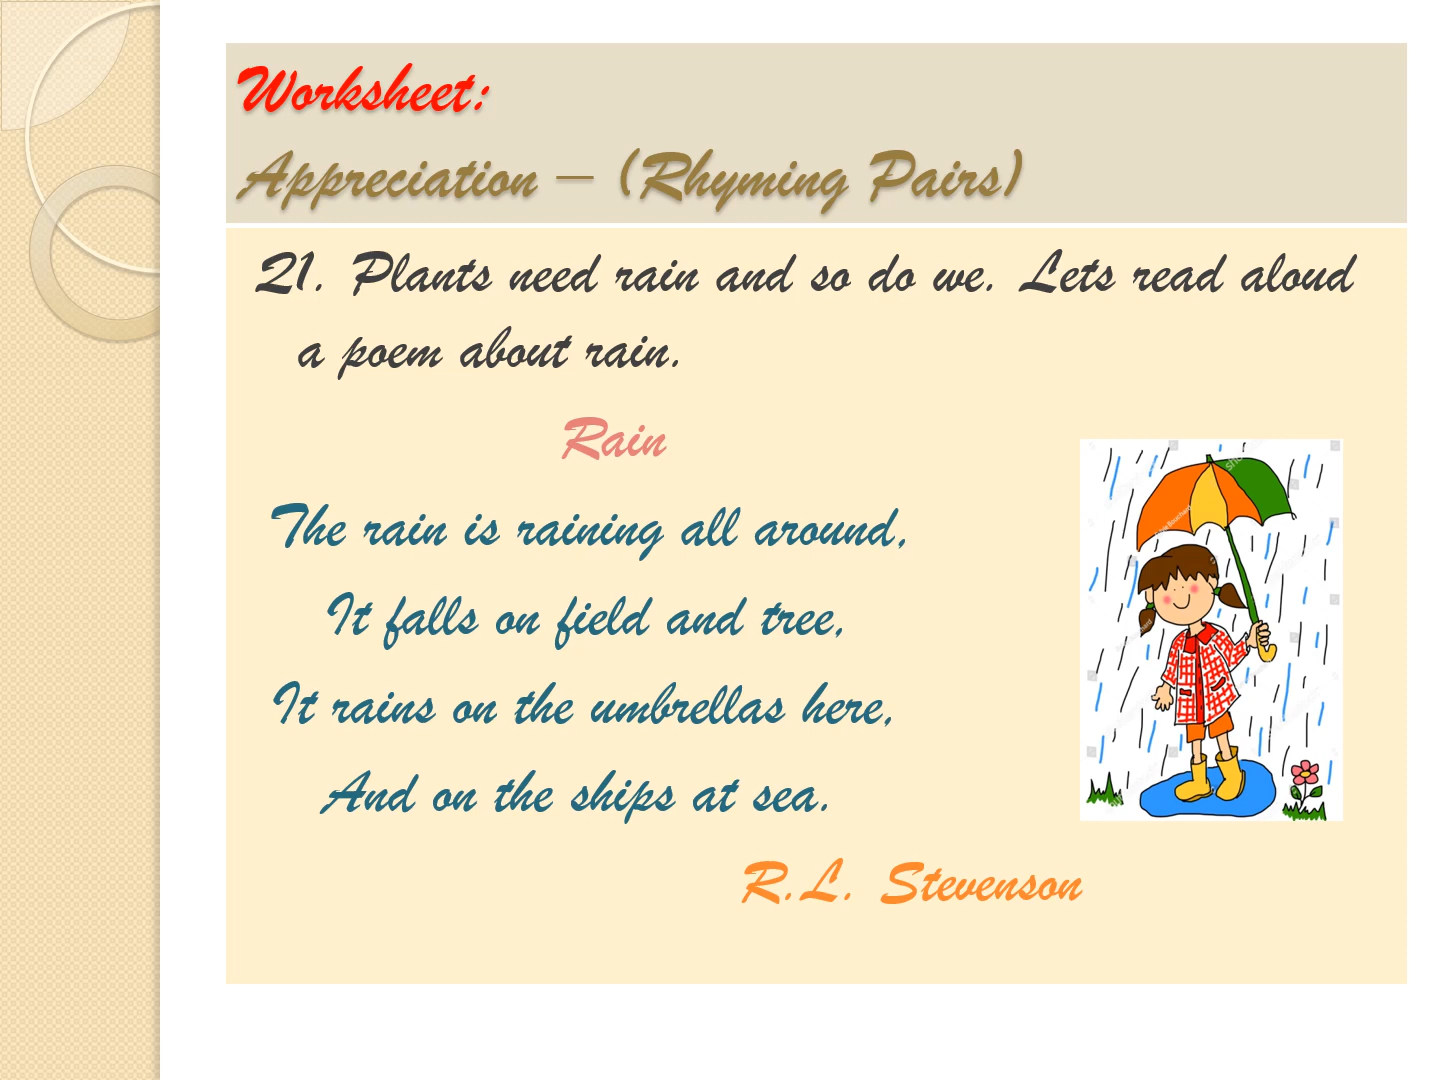 Worksheet:
Appreciation – (Rhyming Pairs)
Q1. Plants need rain and so do we. Lets read aloud
a poem about rain.
Rain
The rain is raining all around,
It falls on field and tree,
It rains on the umbrellas here,
And on the ships at sea.
R.L. Stevenson